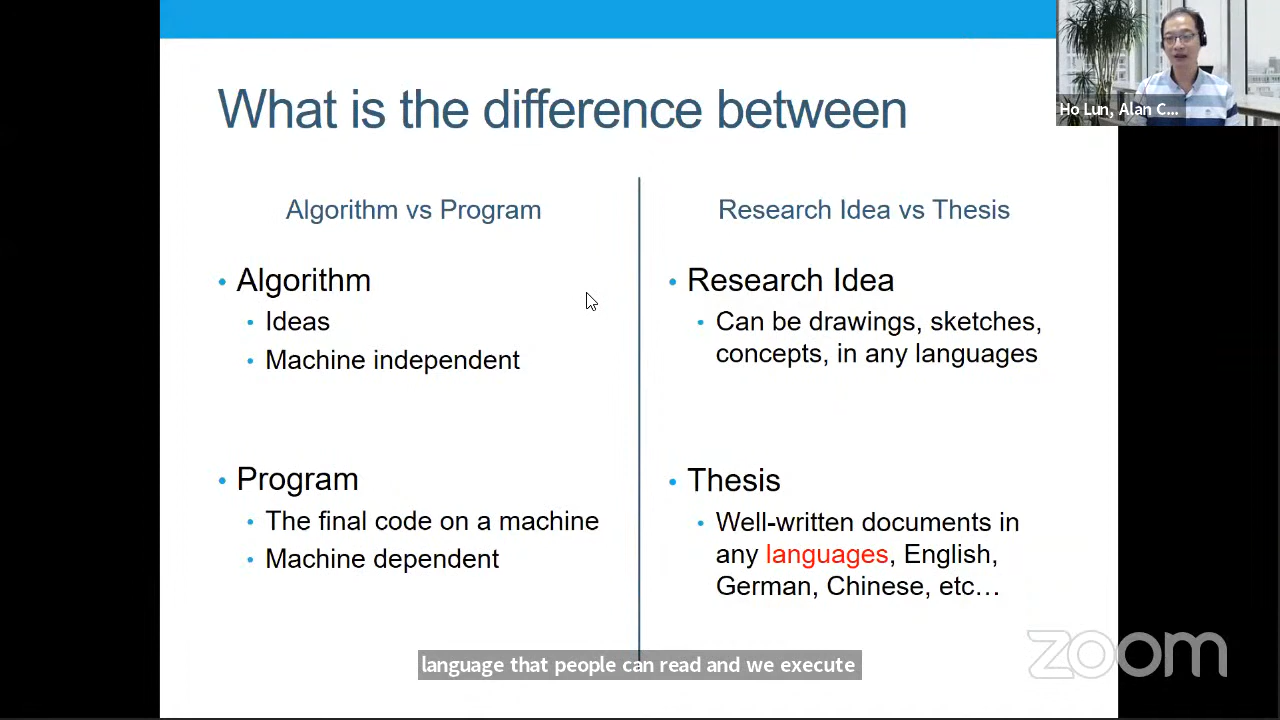 What is the difference between
Ho Lun, Alan C...
Algorithm vs Program
Algorithm
Ideas
Machine independent
Program
The final code on a machine
Machine dependent
Research Idea vs Thesis
Research Idea
Can be drawings, sketches,
concepts, in any languages
Thesis
Well-written documents in
any languages, English,
German, Chinese, etc…
language that people can read and we execute
zoom